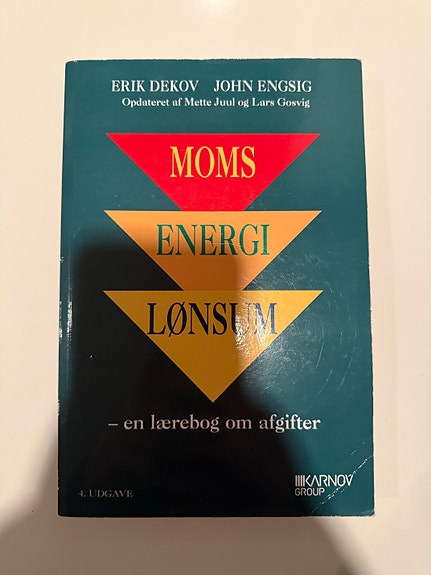 ERIK DEKOV JOHN ENGSIG
Opdateret af Mette Juul og Lars Gosvig
MOMS
ENERGI
LØNSUM
– en lærebog om afgifter
4. UDGAVE
KARNOV
GROUP